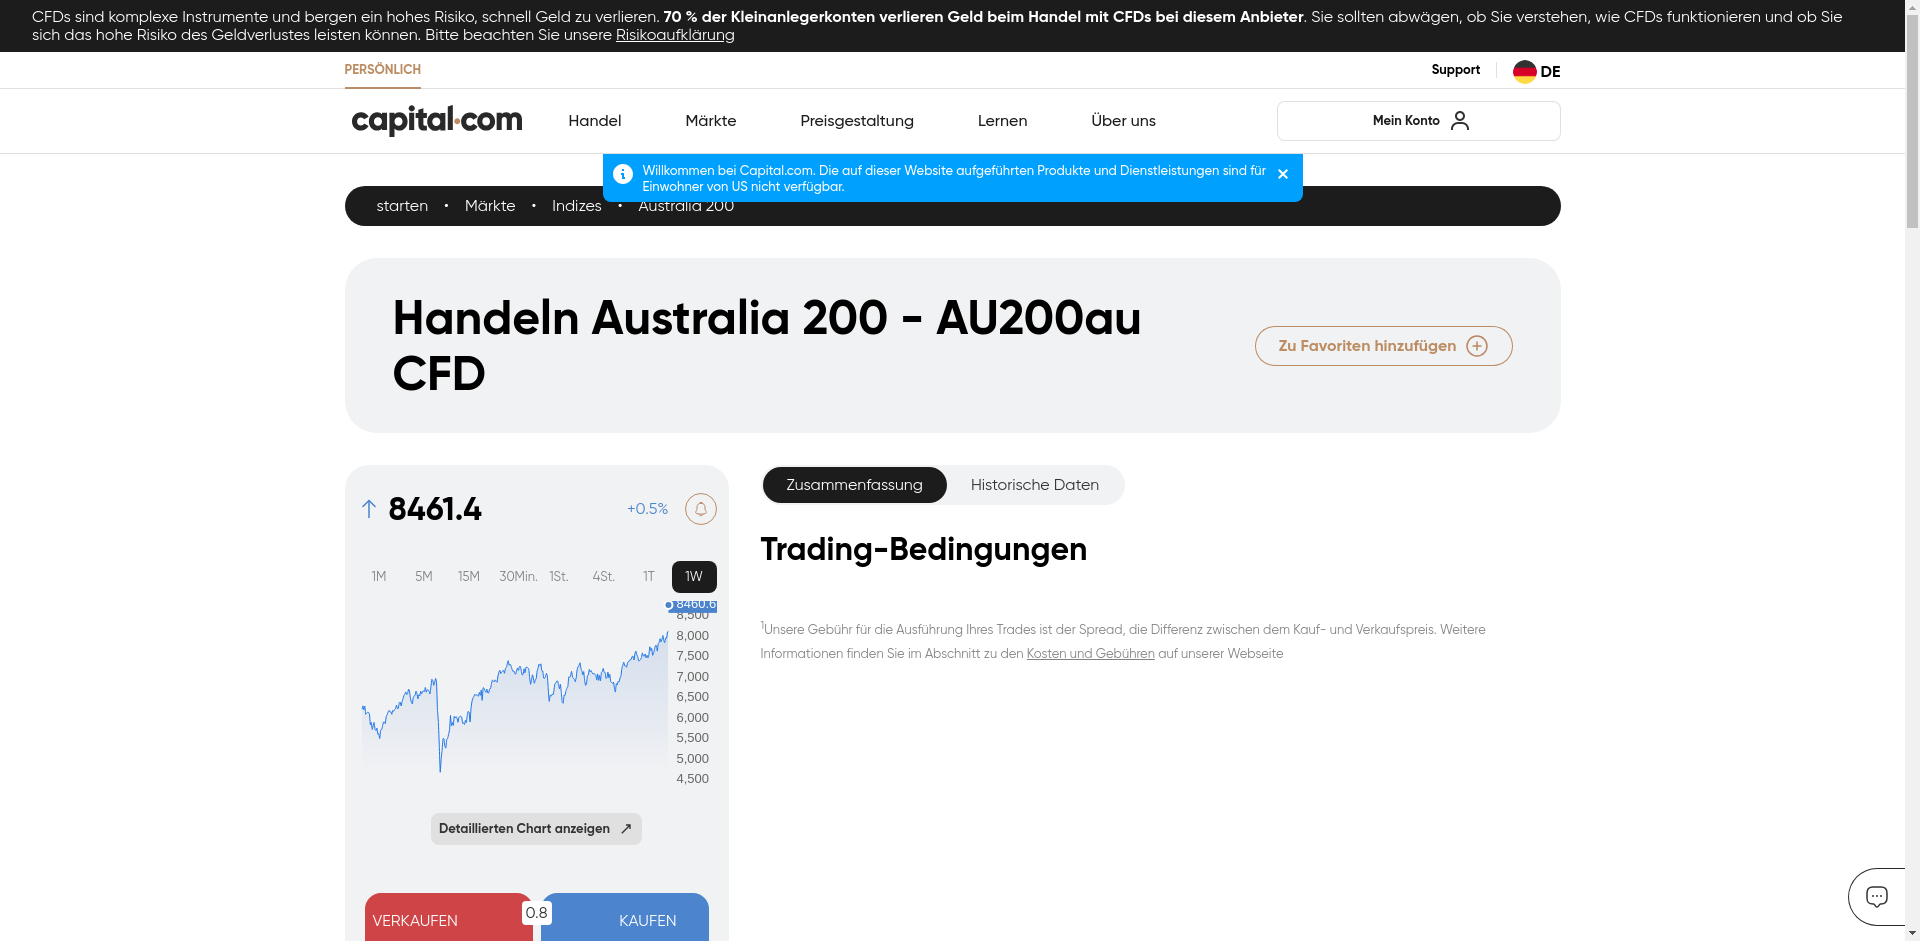 CFDs sind komplexe Instrumente und bergen ein hohes Risiko, schnell Geld zu verlieren. 70 % der Kleinanlegerkonten verlieren Geld beim Handel mit CFDs bei diesem Anbieter. Sie sollten abwägen, ob Sie verstehen, wie CFDs funktionieren und ob Sie
sich das hohe Risiko des Geldverlustes leisten können. Bitte beachten Sie unsere Risikoaufklärung
PERSÖNLICH
Support
DE
capital.com
Handel
Märkte
Preisgestaltung
Lernen
Über uns
Mein Konto
Willkommen bei Capital.com. Die auf dieser Website aufgeführten Produkte und Dienstleistungen sind für
Einwohner von US nicht verfügbar.
starten • Märkte • Indizes • Australia 200
Handeln Australia 200 - AU200au
CFD
Zu Favoriten hinzufügen
8461.4
+0.5%
1M 5M 15M 30Min. 1St. 4St. 1T 1W
8460.6
8,500
8,000
7,500
7,000
6,500
6,000
5,500
5,000
4,500
Detaillierten Chart anzeigen
VERKAUFEN
0.8
KAUFEN
Zusammenfassung
Historische Daten
Trading-Bedingungen
1Unsere Gebühr für die Ausführung Ihres Trades ist der Spread, die Differenz zwischen dem Kauf- und Verkaufspreis. Weitere
Informationen finden Sie im Abschnitt zu den Kosten und Gebühren auf unserer Webseite